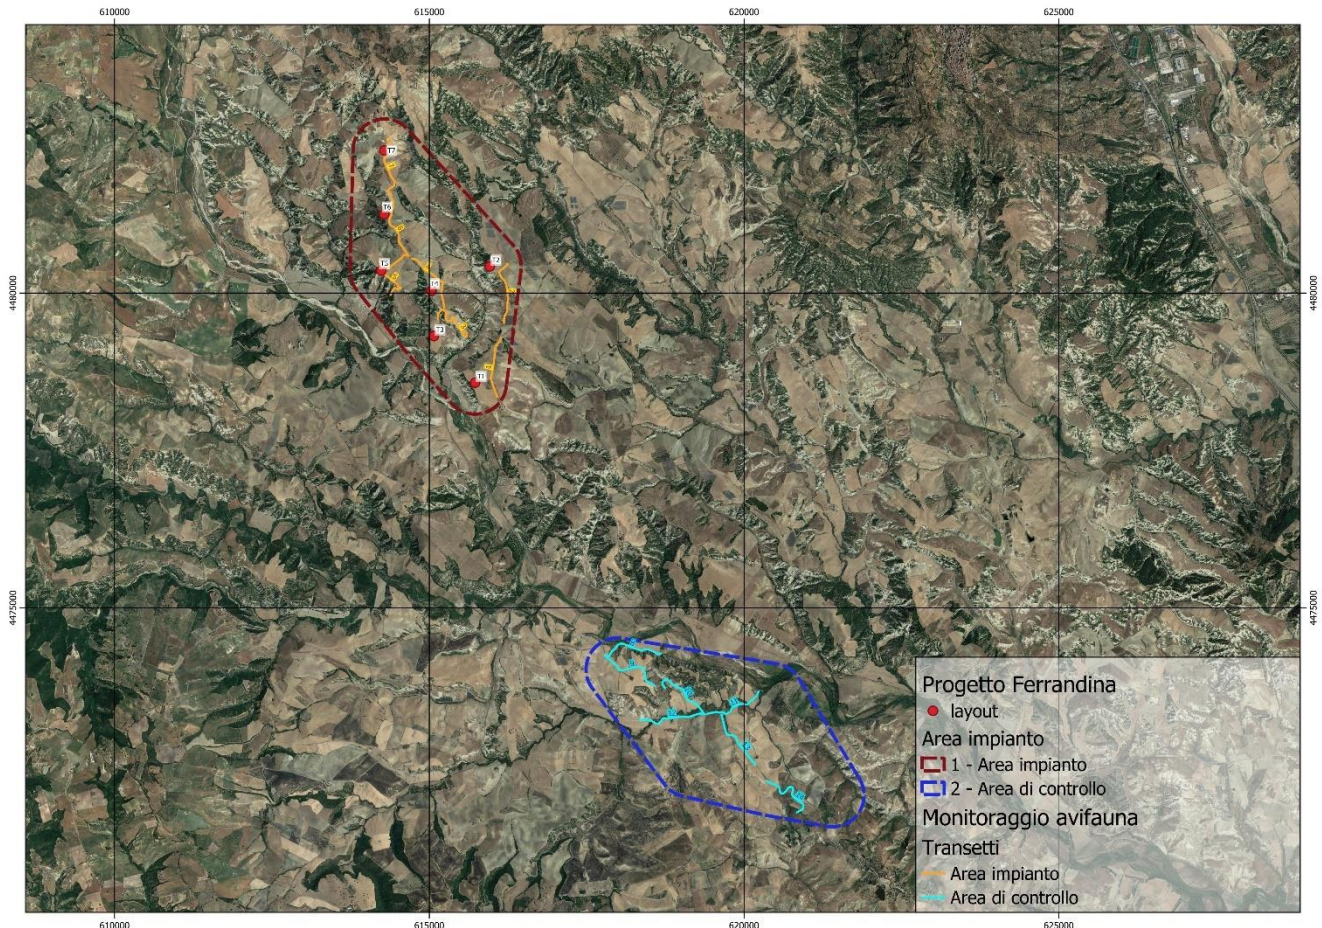 610000 615000 620000 625000
T7
T6
T5
T2
4480000 4480000
T3
T1
4475000 4475000
Progetto Ferrandina
layout
Area impianto
1 - Area impianto
2 - Area di controllo
Monitoraggio avifauna
Transetti
Area impianto
Area di controllo
610000 615000 620000 625000